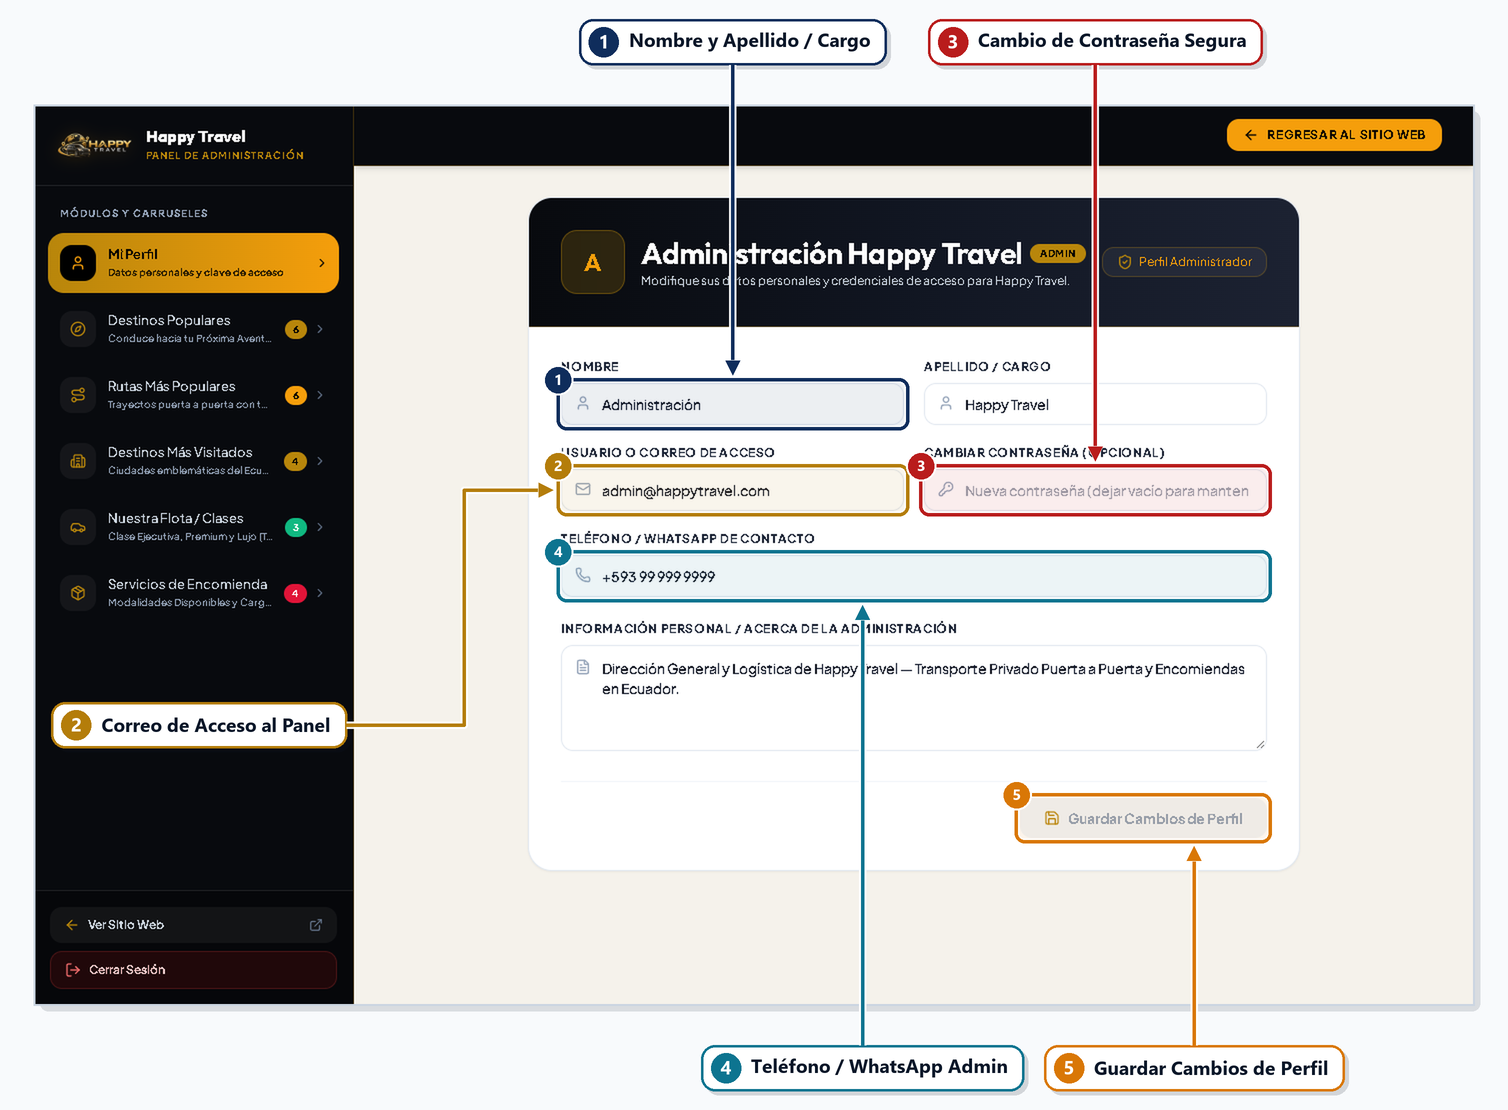 1 Nombre y Apellido / Cargo
3 Cambio de Contraseña Segura
HAPPY
TRAVEL
Happy Travel
PANEL DE ADMINISTRACIÓN
← REGRESAR AL SITIO WEB
MÓDULOS Y CARRUSELES
Mi Perfil
Datos personales y clave de acceso
Destinos Populares
Conduce hacia tu Próxima Avent...
6
Rutas Más Populares
Trayectos puerta a puerta con t...
6
Destinos Más Visitados
Ciudades emblemáticas del Ecu...
4
Nuestra Flota / Clases
Clase Ejecutiva, Premium y Lujo (T...
3
Servicios de Encomienda
Modalidades Disponibles y Carg...
4
2 Correo de Acceso al Panel
Ver Sitio Web
Cerrar Sesión
A
Administración Happy Travel ADMIN
Modifique sus datos personales y credenciales de acceso para Happy Travel.
Perfil Administrador
NOMBRE
1
Administración
APELLIDO / CARGO
Happy Travel
USUARIO O CORREO DE ACCESO
2
admin@happytravel.com
CAMBIAR CONTRASEÑA (OPCIONAL)
3
Nueva contraseña (dejar vacío para manten
TELÉFONO / WHATSAPP DE CONTACTO
4
+593 99 999 9999
INFORMACIÓN PERSONAL / ACERCA DE LA ADMINISTRACIÓN
Dirección General y Logística de Happy Travel — Transporte Privado Puerta a Puerta y Encomiendas
en Ecuador.
5
Guardar Cambios de Perfil
4 Teléfono / WhatsApp Admin
5 Guardar Cambios de Perfil